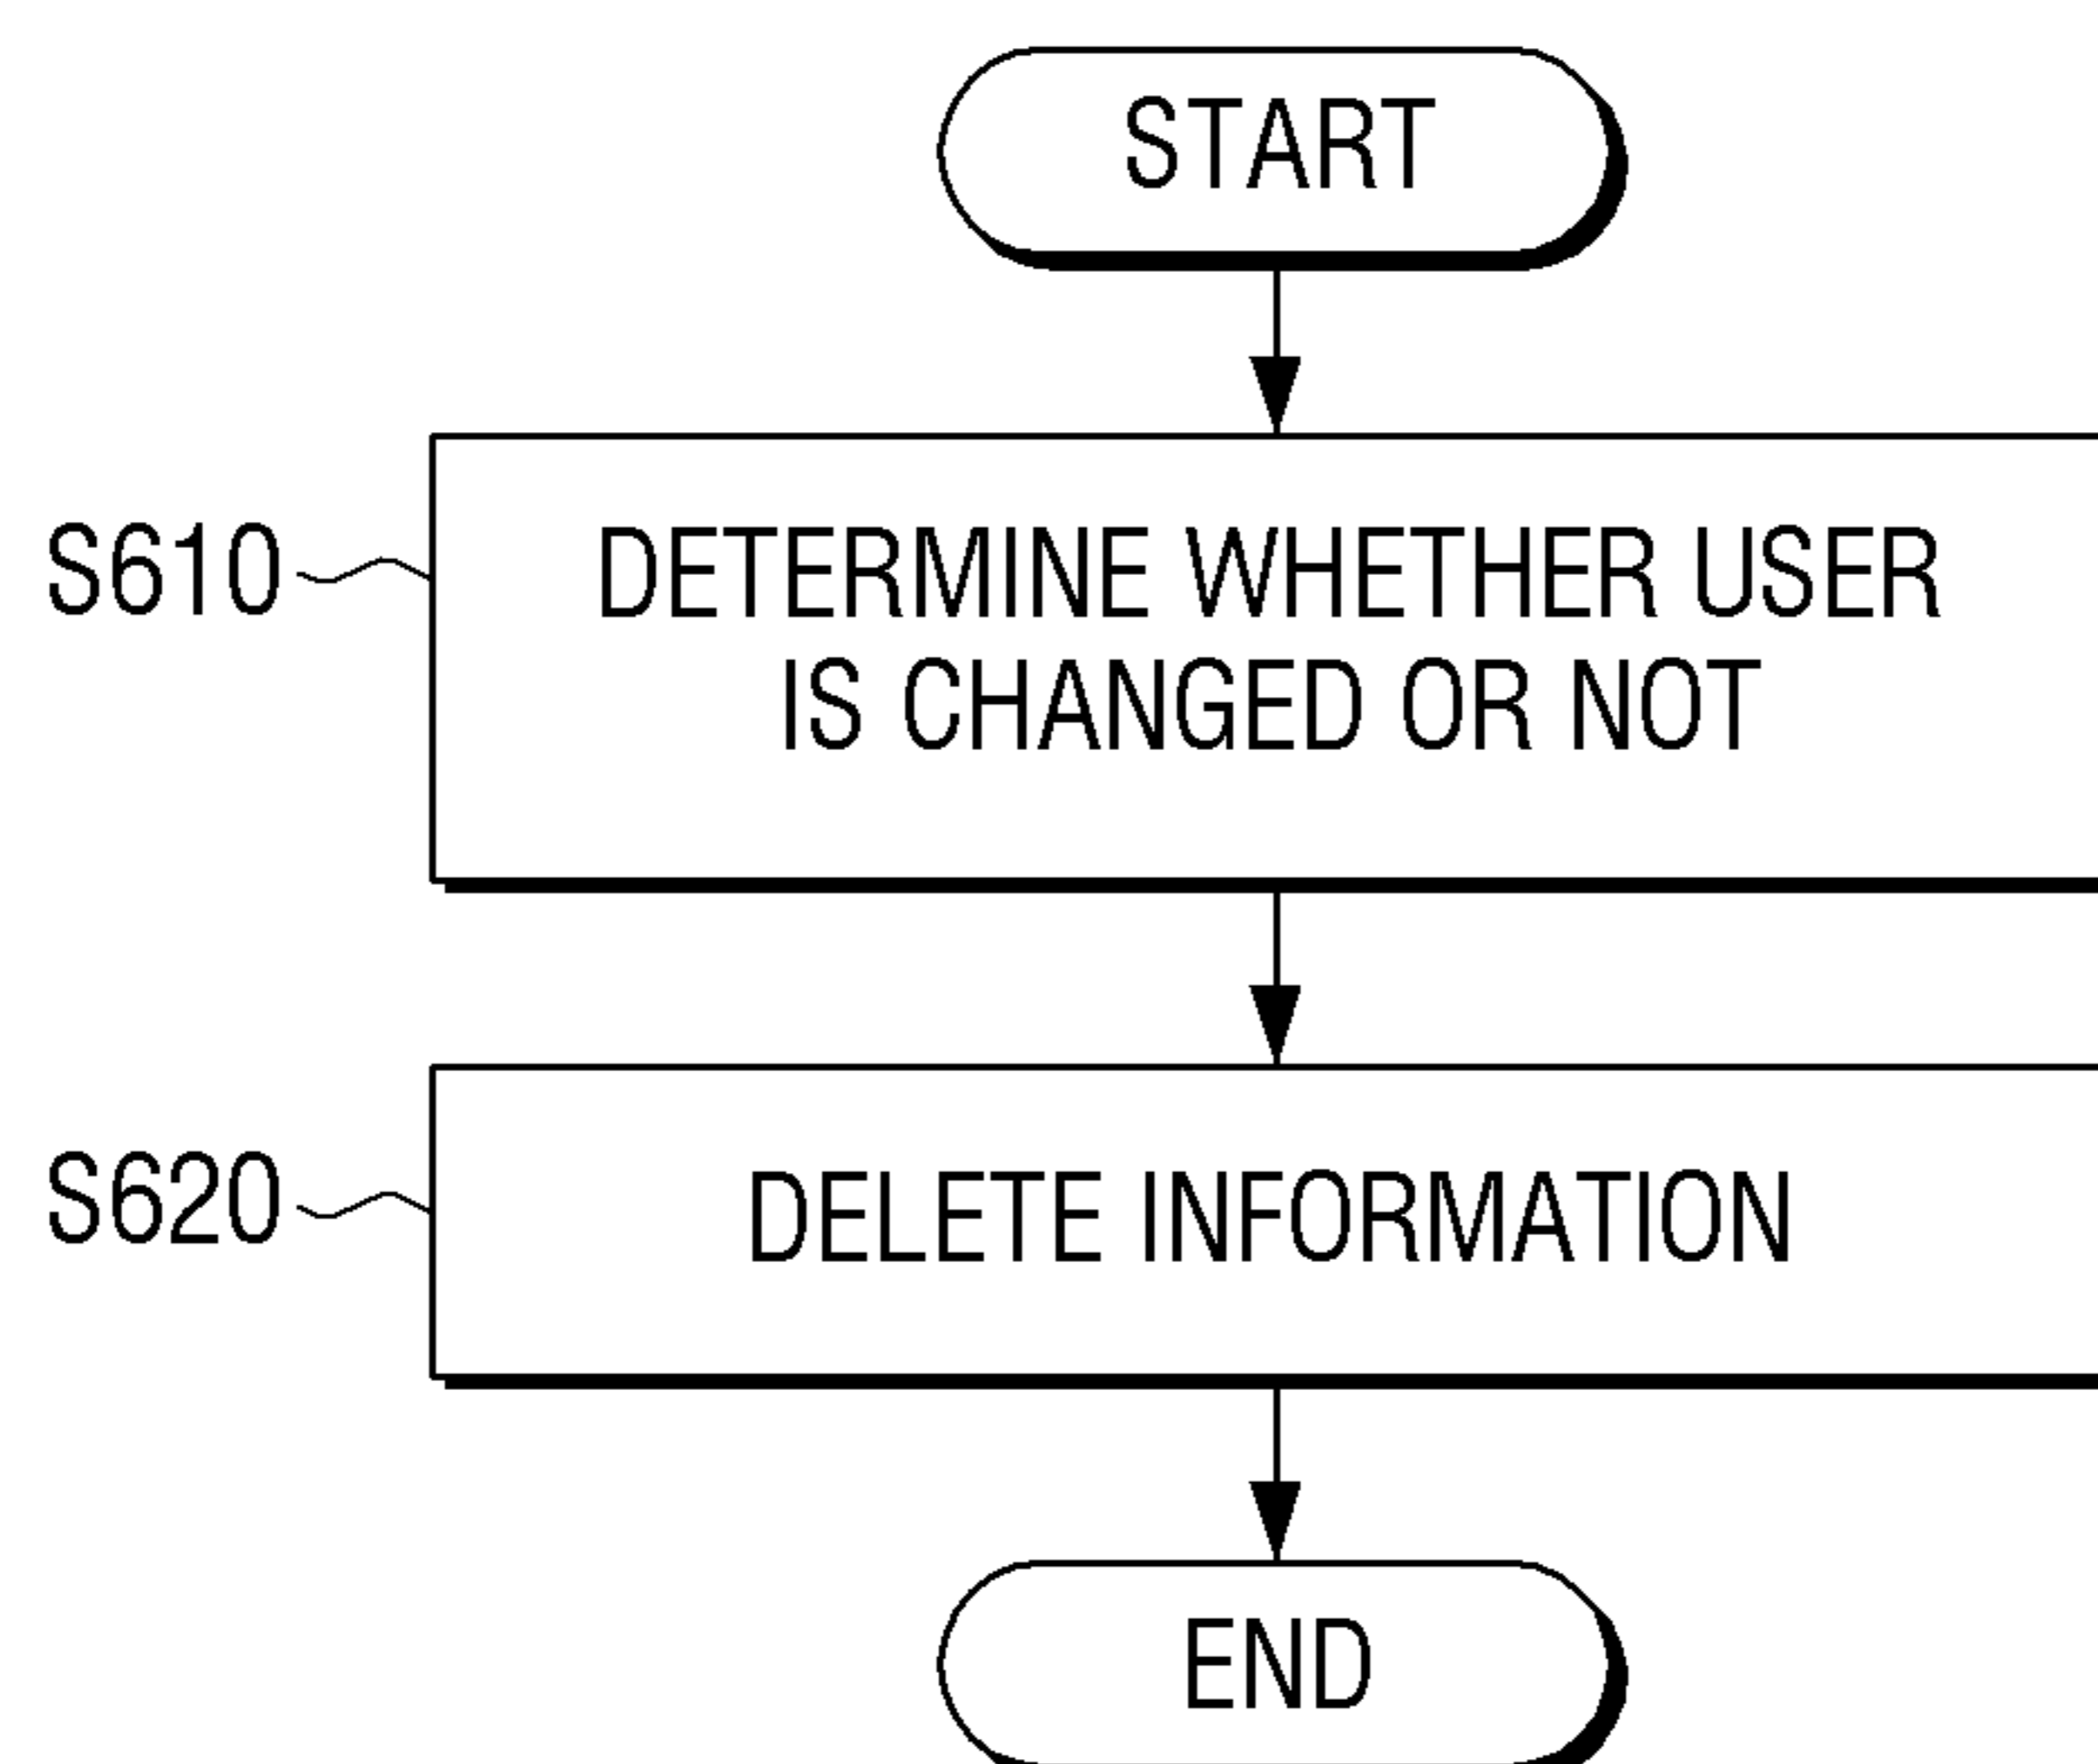 START
S610
DETERMINE WHETHER USER
IS CHANGED OR NOT
S620
DELETE INFORMATION
END